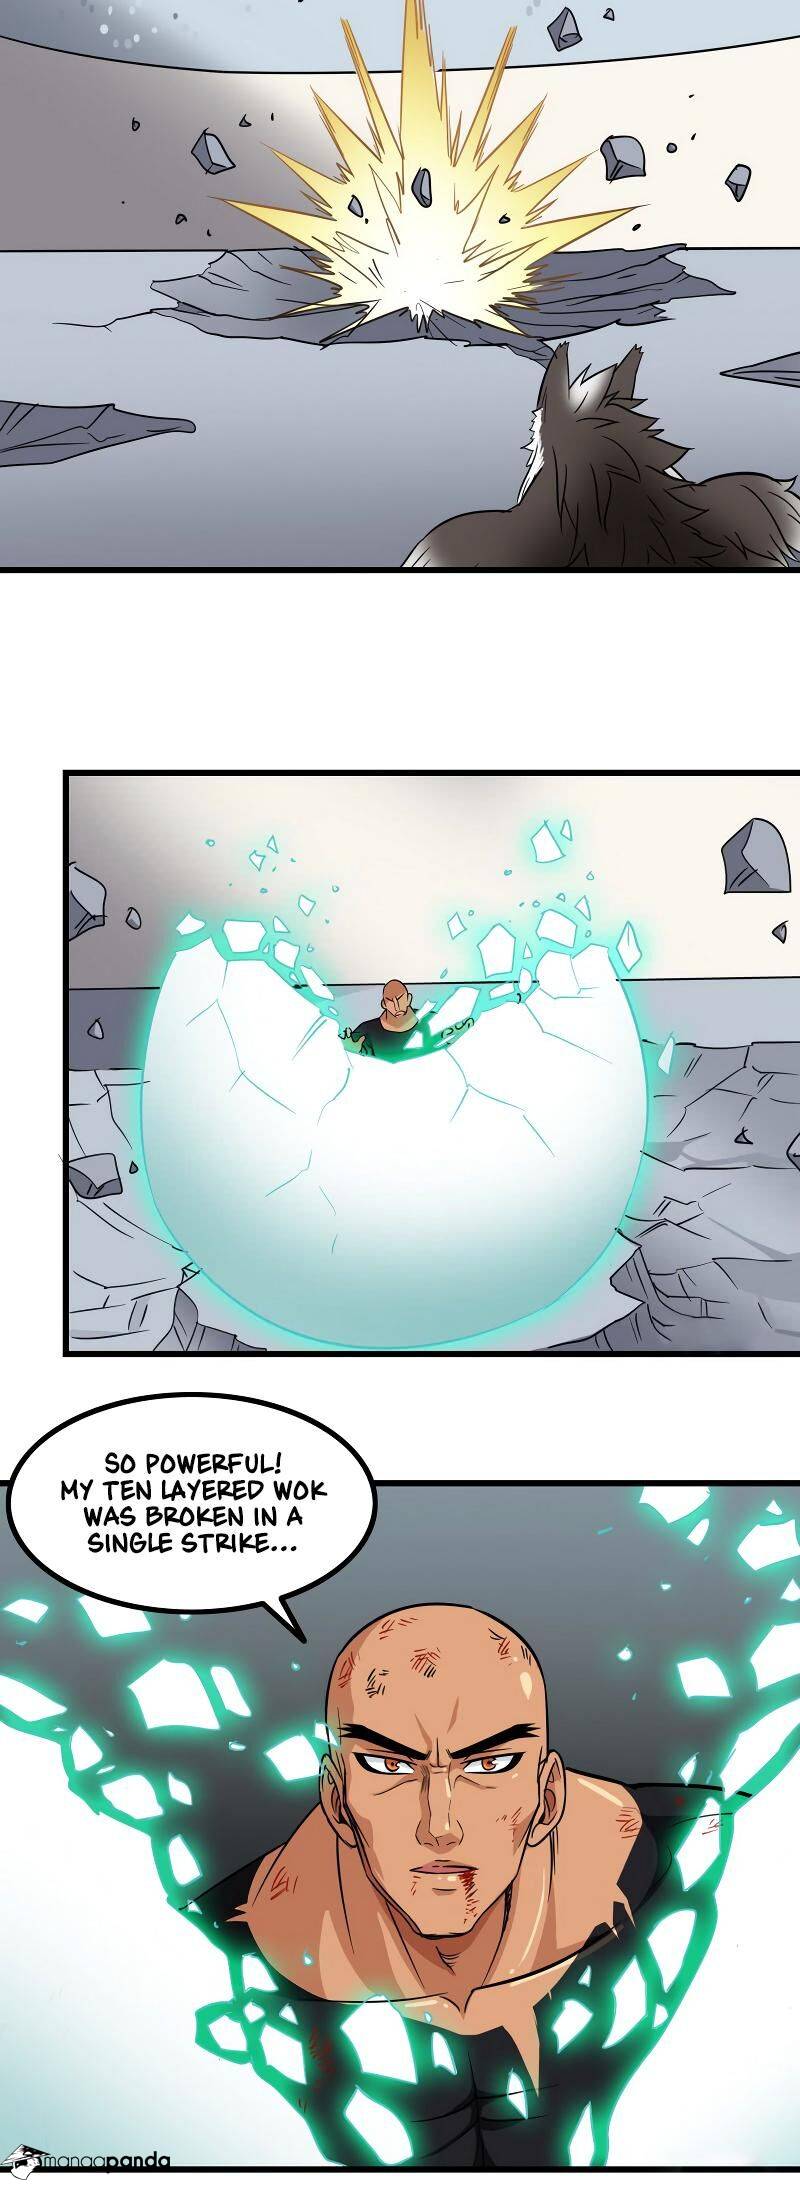 SO POWERFUL!
MY TEN LAYERED WOK
WAS BROKEN IN A
SINGLE STRIKE...
mangapanda